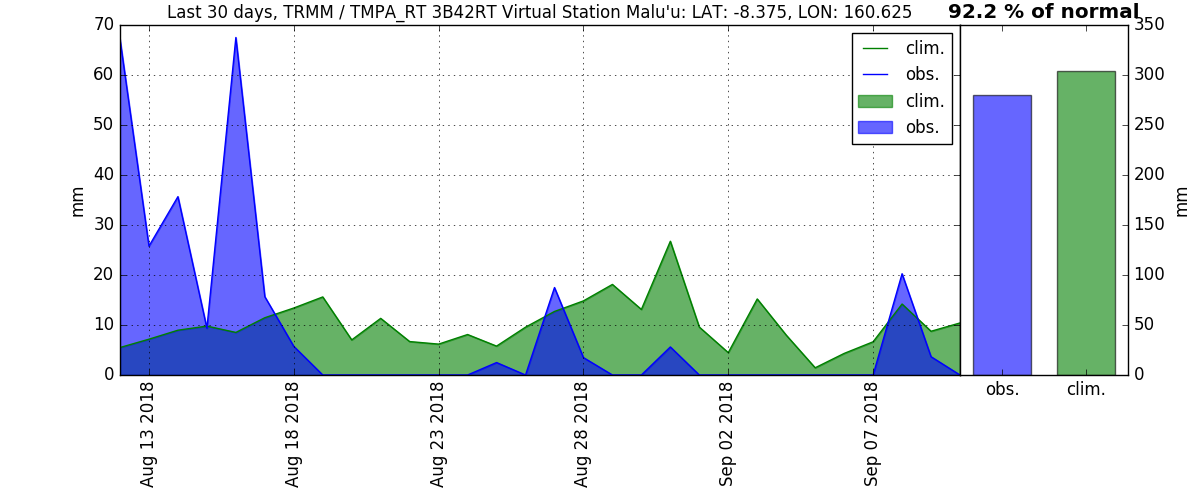 Last 30 days, TRMM / TMPA_RT 3B42RT Virtual Station Malu'u: LAT: -8.375, LON: 160.625
92.2 % of normal
70
60
50
40
30
20
10
0
mm
clim.
obs.
clim.
obs.
350
300
250
200
150
100
50
0
mm
Aug 13 2018
Aug 18 2018
Aug 23 2018
Aug 28 2018
Sep 02 2018
Sep 07 2018
obs.
clim.